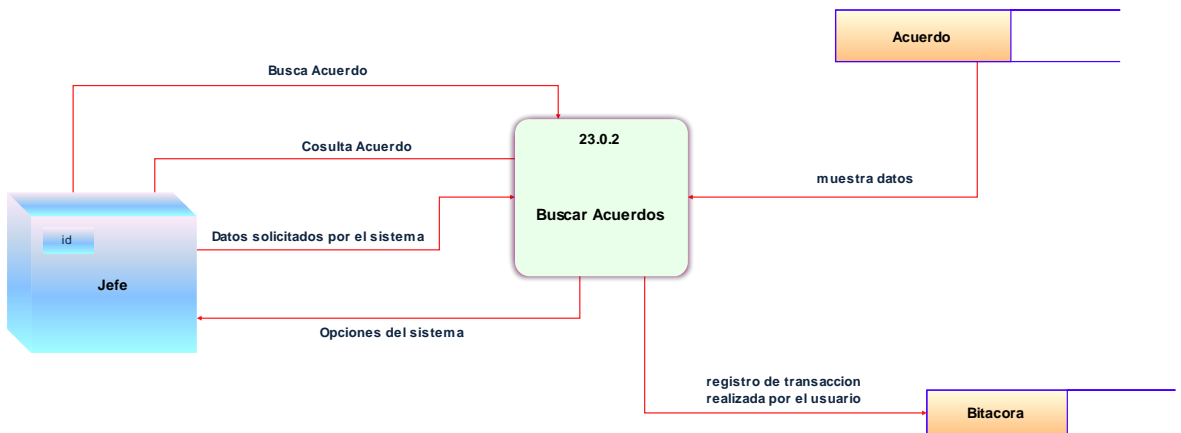 Acuerdo
Busca Acuerdo
23.0.2
Cosulta Acuerdo
muestra datos
Buscar Acuerdos
id
Datos solicitados por el sistema
Jefe
Opciones del sistema
registro de transaccion
realizada por el usuario
Bitacora